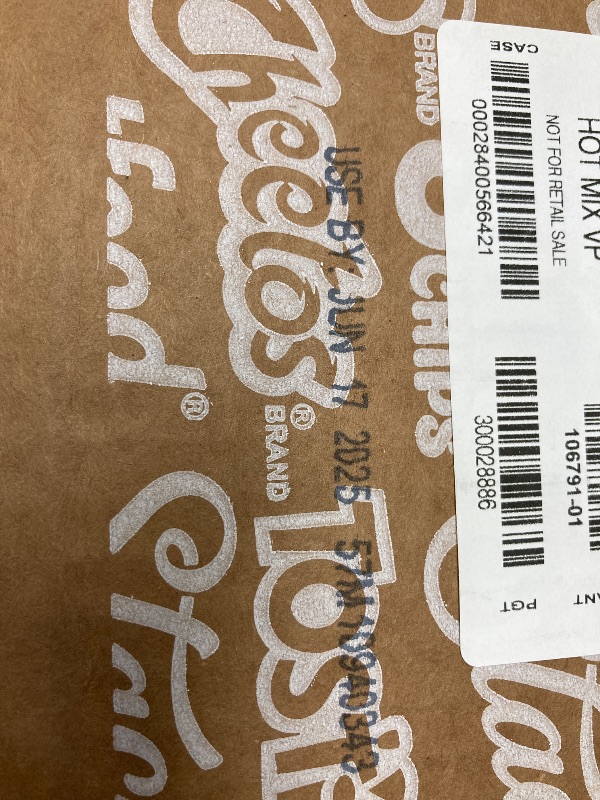 HOT MIX VP
NOT FOR RETAIL SALE
CASE
00028400566421
300028886
PGT
106791-01
BRAND
CHIPS
USE BY JUN 17 2025 57M 10940343
Cheetos®
BRAND